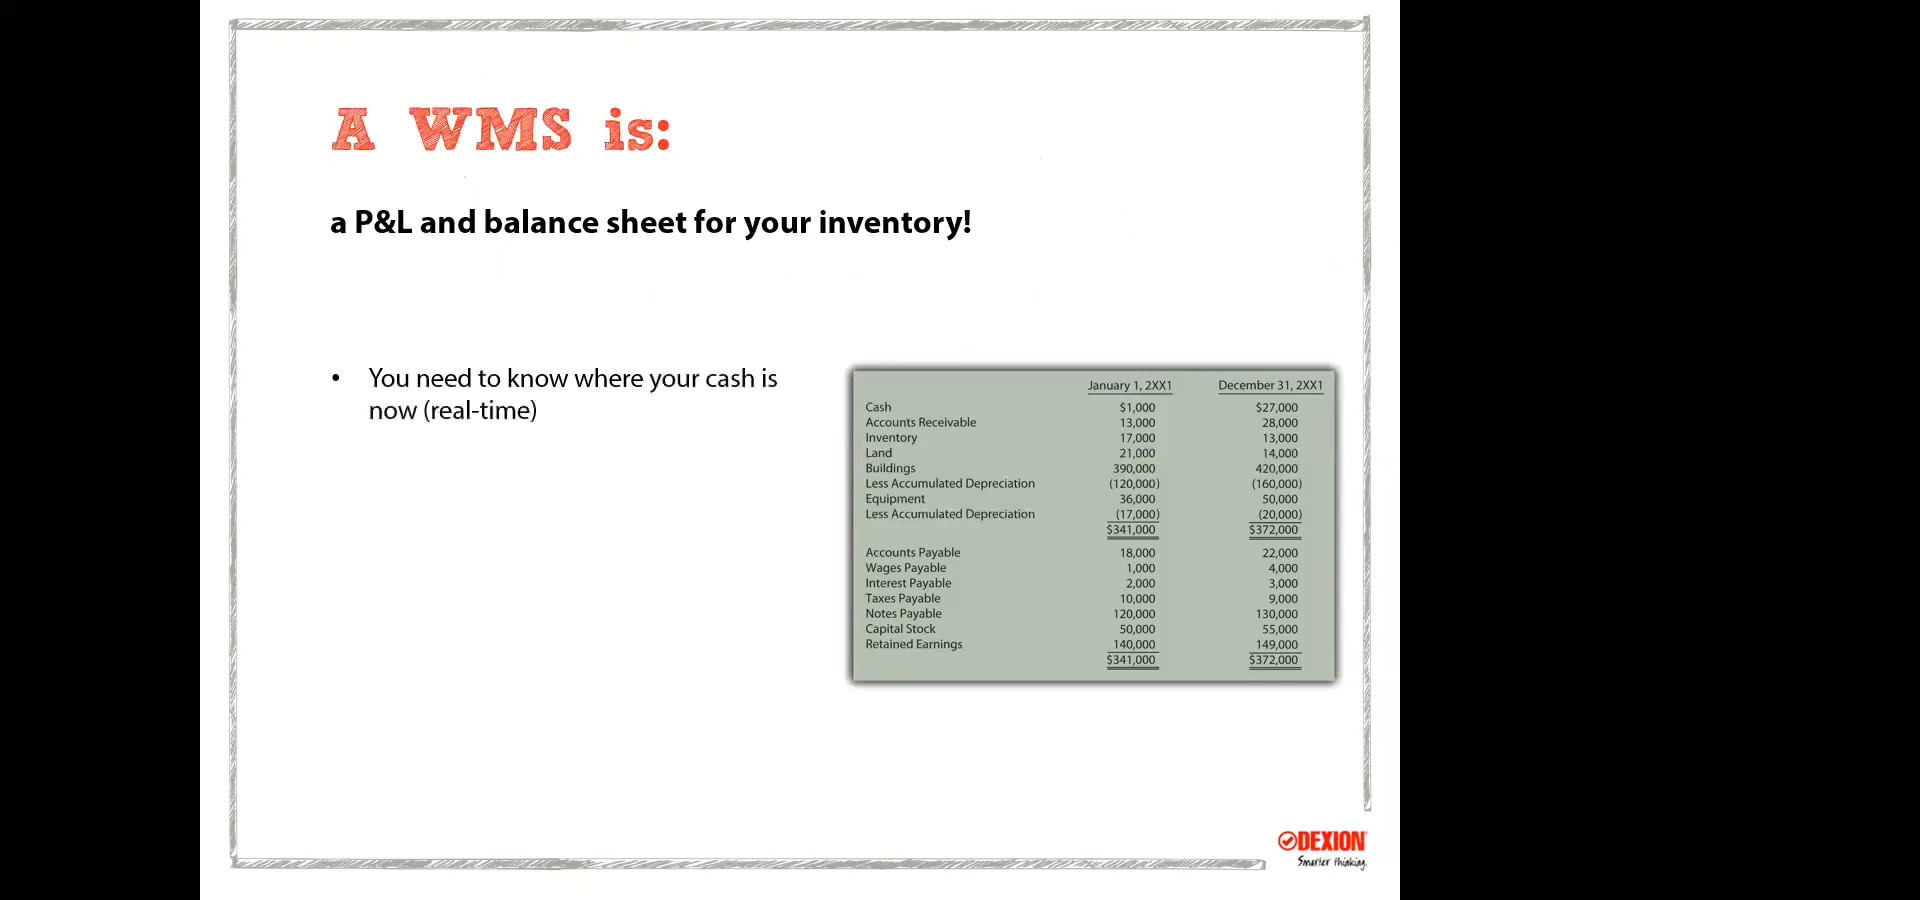 A WMS is:
a P&L and balance sheet for your inventory!
• You need to know where your cash is
now (real-time)
January 1, 2XX1 December 31, 2XX1
Cash $1,000 $27,000
Accounts Receivable 13,000 28,000
Inventory 17,000 13,000
Land 21,000 14,000
Buildings 390,000 420,000
Less Accumulated Depreciation (120,000) (160,000)
Equipment 36,000 50,000
Less Accumulated Depreciation (17,000) (20,000)
$341,000 $372,000
Accounts Payable 18,000 22,000
Wages Payable 1,000 4,000
Interest Payable 2,000 3,000
Taxes Payable 10,000 9,000
Notes Payable 120,000 130,000
Capital Stock 50,000 55,000
Retained Earnings 140,000 149,000
$341,000 $372,000
DEXION
Smarter thinking.